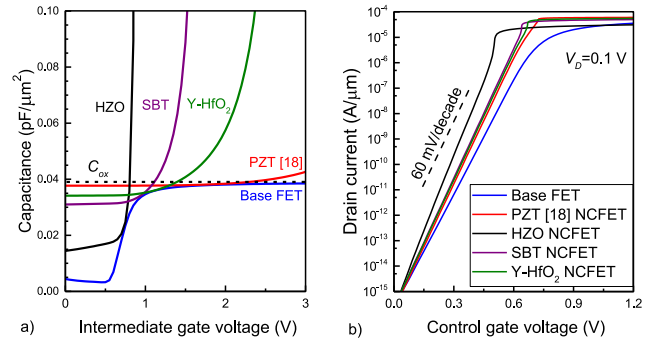 0.10
0.08
0.06
0.04
0.02
0.00
Capacitance (pF/μm²)
HZO
SBT
Y-HfO₂
C_ox
PZT [18]
Base FET
0
1
2
3
a)
Intermediate gate voltage (V)
10⁻⁴
10⁻⁵
10⁻⁶
10⁻⁷
10⁻⁸
10⁻⁹
10⁻¹⁰
10⁻¹¹
10⁻¹²
10⁻¹³
10⁻¹⁴
10⁻¹⁵
Drain current (A/μm)
V_D=0.1 V
60 mV/decade
Base FET
PZT [18] NCFET
HZO NCFET
SBT NCFET
Y-HfO₂ NCFET
0.0
0.3
0.6
0.9
1.2
b)
Control gate voltage (V)